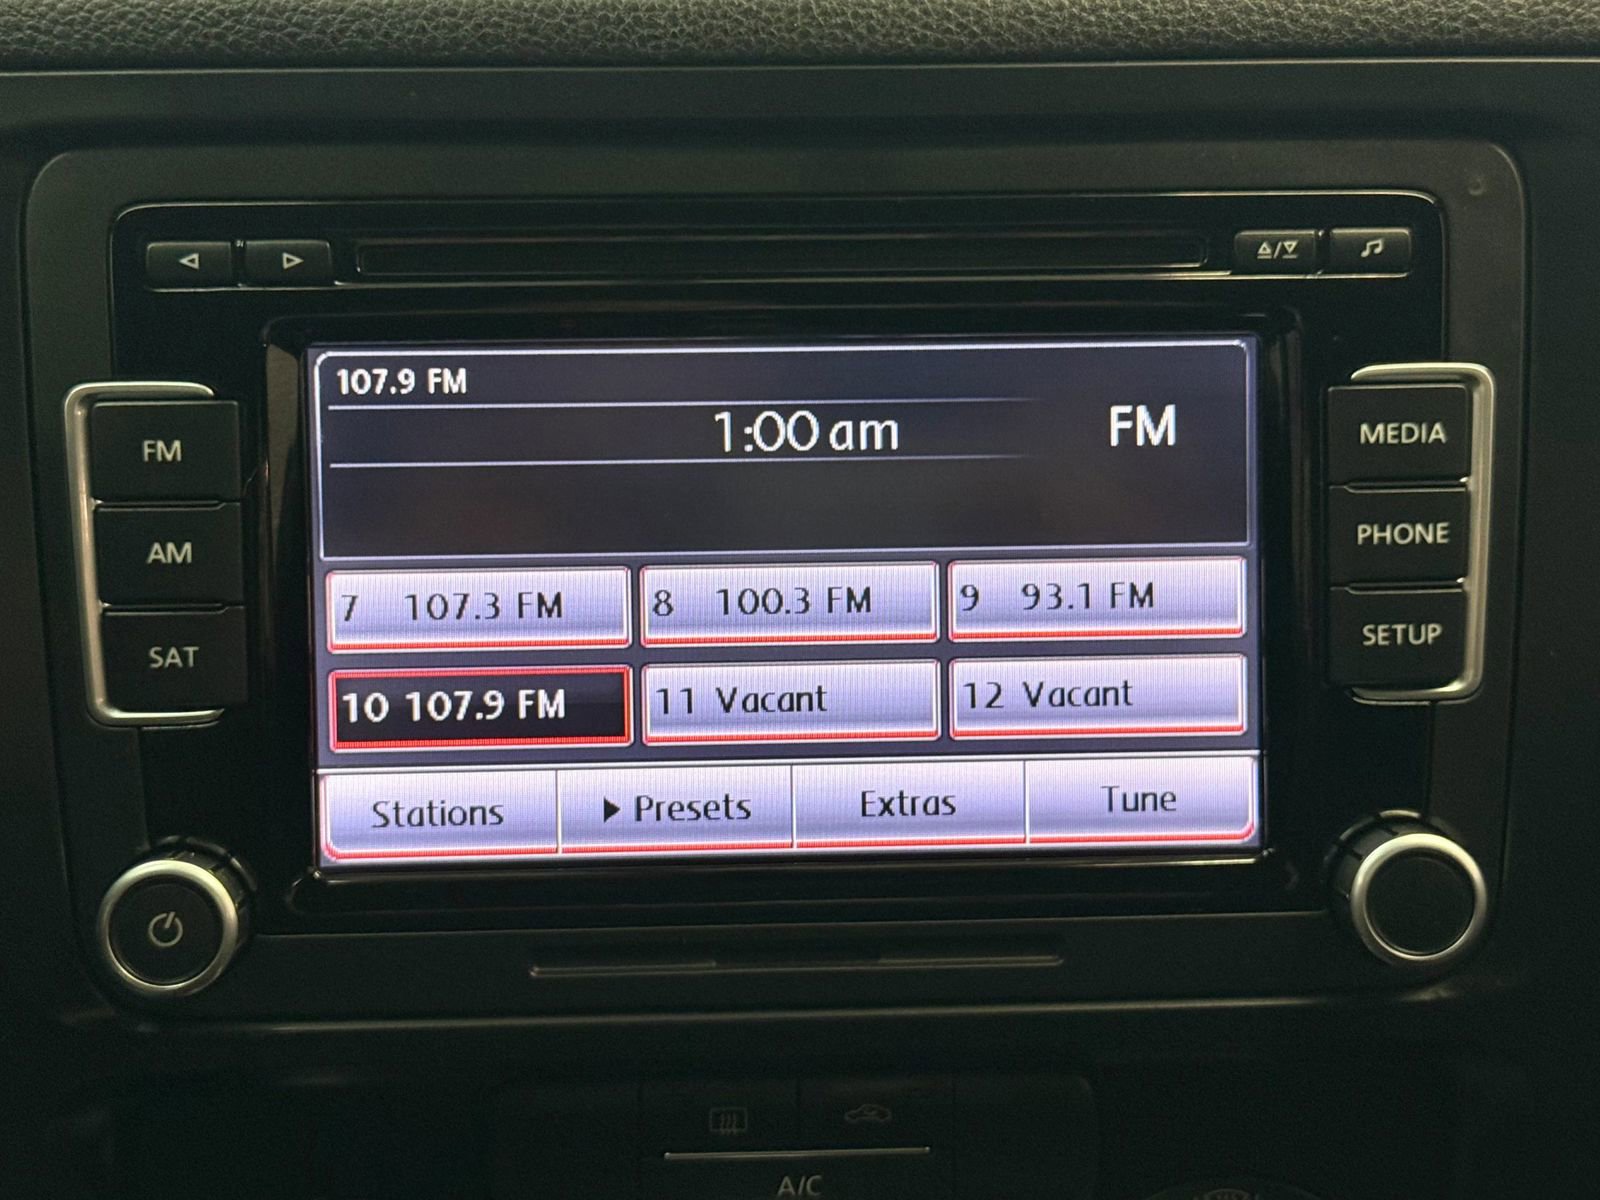 107.9 FM
1:00 am
FM
7 107.3 FM
8 100.3 FM
9 93.1 FM
10 107.9 FM
11 Vacant
12 Vacant
Stations
Presets
Extras
Tune
FM
AM
SAT
MEDIA
PHONE
SETUP
A/C